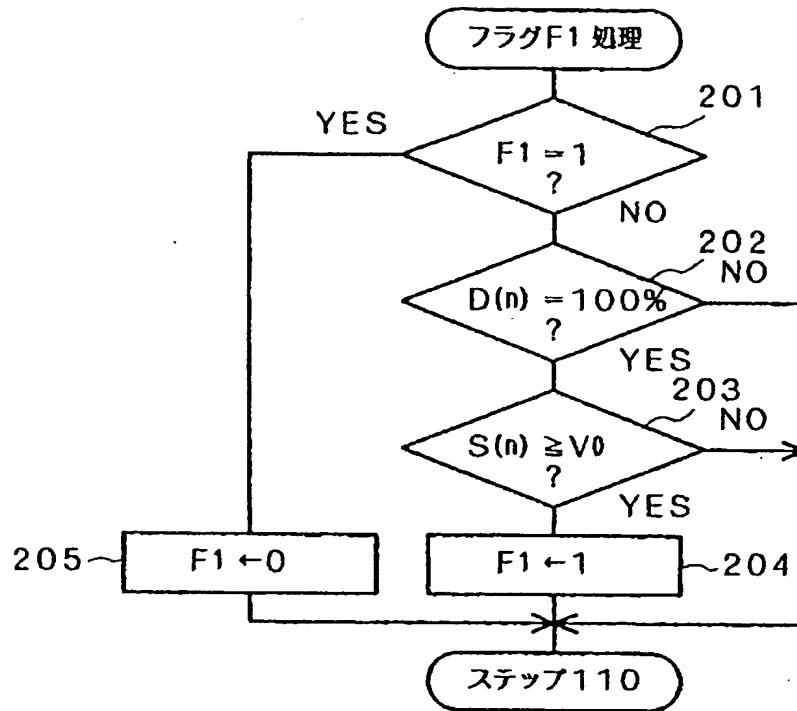 フラグF1 処理
201
YES
F1 = 1
?
NO
202
NO
D(n) = 100%
?
YES
203
NO
S(n) ≧ V0
?
YES
205
F1 ←0
F1 ←1
204
ステップ110